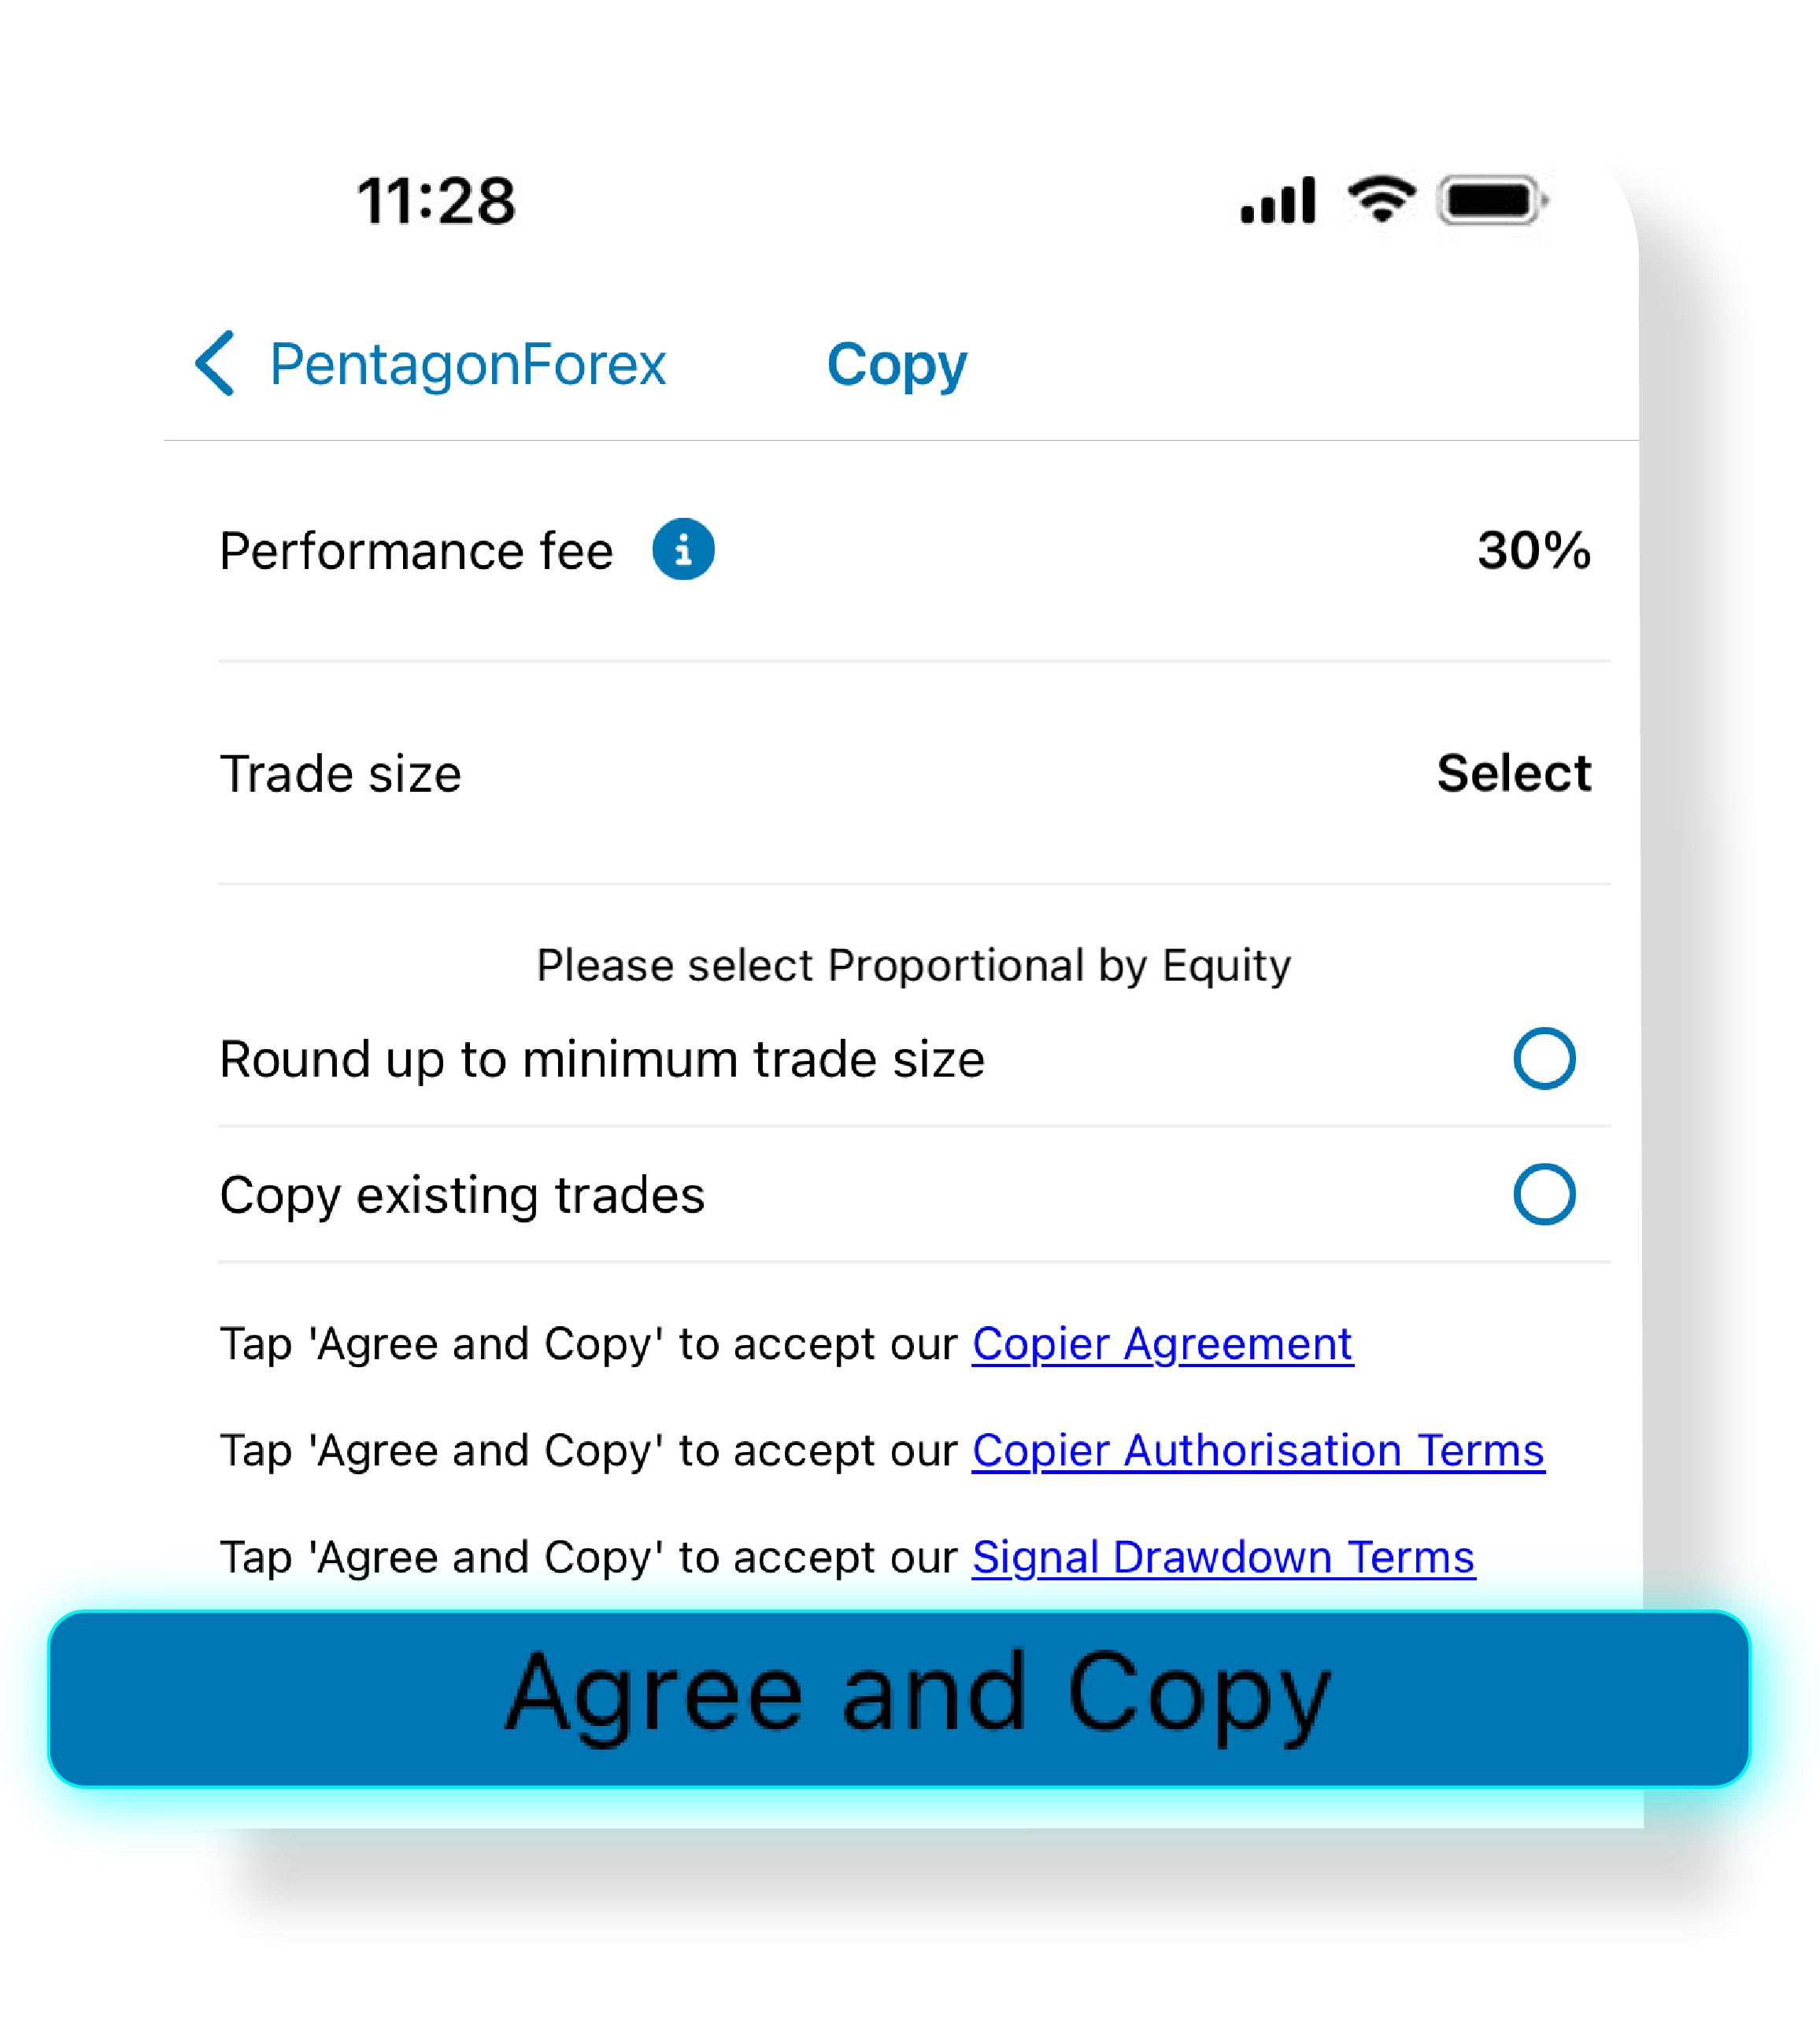 11:28
PentagonForex Copy
Performance fee i 30%
Trade size Select
Please select Proportional by Equity
Round up to minimum trade size
Copy existing trades
Tap 'Agree and Copy' to accept our Copier Agreement
Tap 'Agree and Copy' to accept our Copier Authorisation Terms
Tap 'Agree and Copy' to accept our Signal Drawdown Terms
Agree and Copy